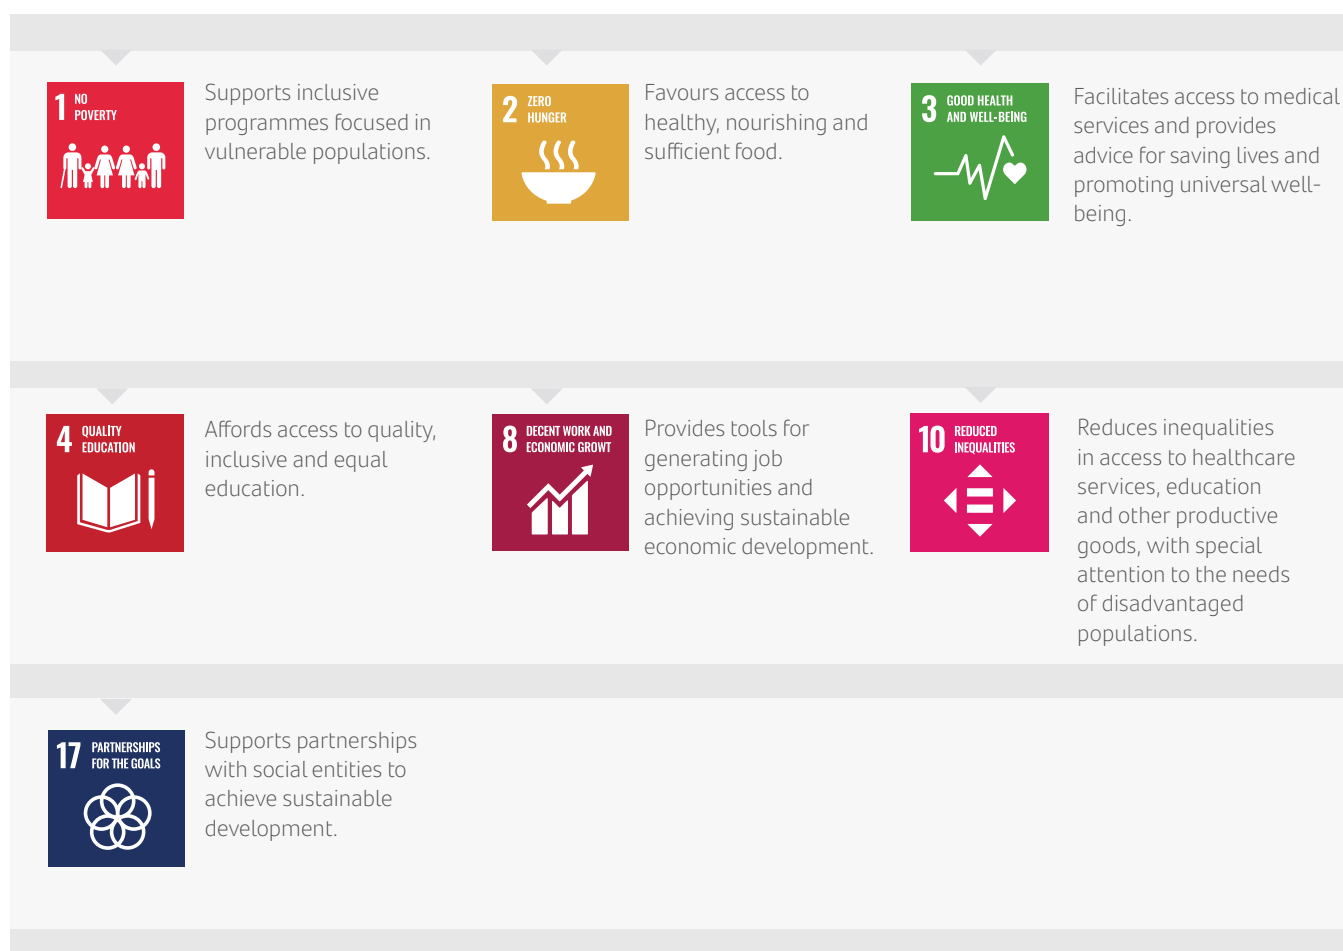 1 NO
POVERTY
Supports inclusive
programmes focused in
vulnerable populations.
2 ZERO
HUNGER
Favours access to
healthy, nourishing and
sufficient food.
3 GOOD HEALTH
AND WELL-BEING
Facilitates access to medical
services and provides
advice for saving lives and
promoting universal well-
being.
4 QUALITY
EDUCATION
Affords access to quality,
inclusive and equal
education.
8 DECENT WORK AND
ECONOMIC GROWT
Provides tools for
generating job
opportunities and
achieving sustainable
economic development.
10 REDUCED
INEQUALITIES
Reduces inequalities
in access to healthcare
services, education
and other productive
goods, with special
attention to the needs
of disadvantaged
populations.
17 PARTNERSHIPS
FOR THE GOALS
Supports partnerships
with social entities to
achieve sustainable
development.